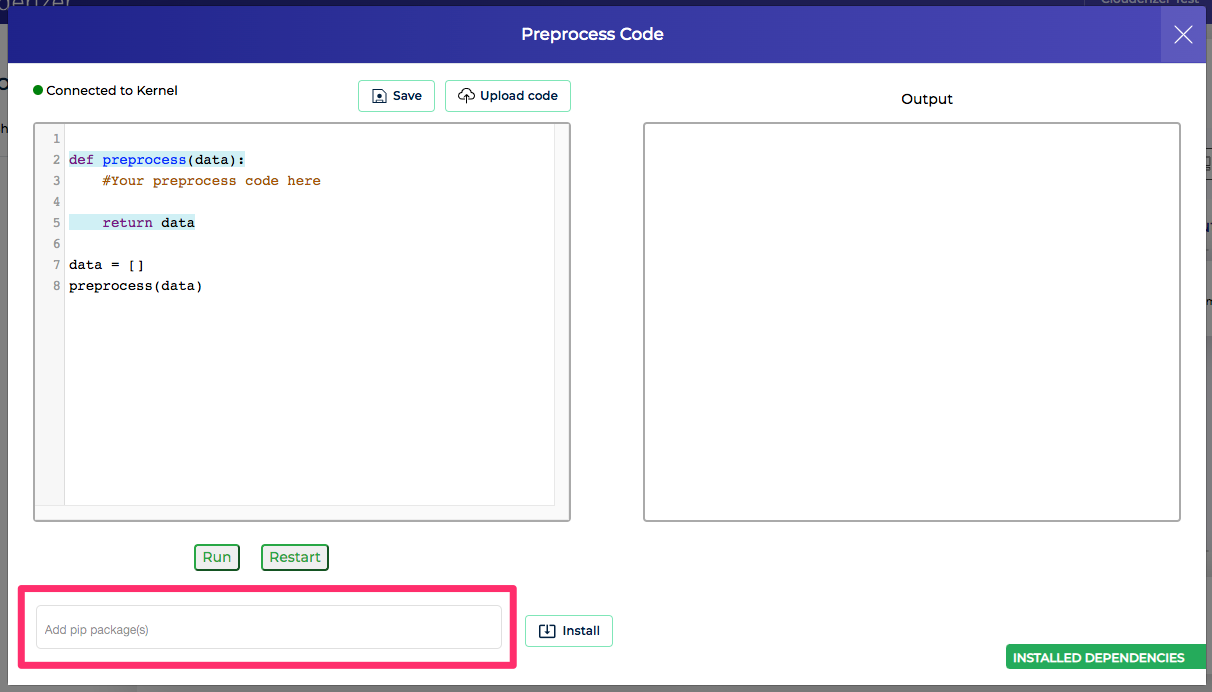 Preprocess Code
Connected to Kernel
Save
Upload code
Output
1
2 def preprocess(data):
3 #Your preprocess code here
4
5 return data
6
7 data = []
8 preprocess(data)
Run
Restart
Add pip package(s)
Install
INSTALLED DEPENDENCIES